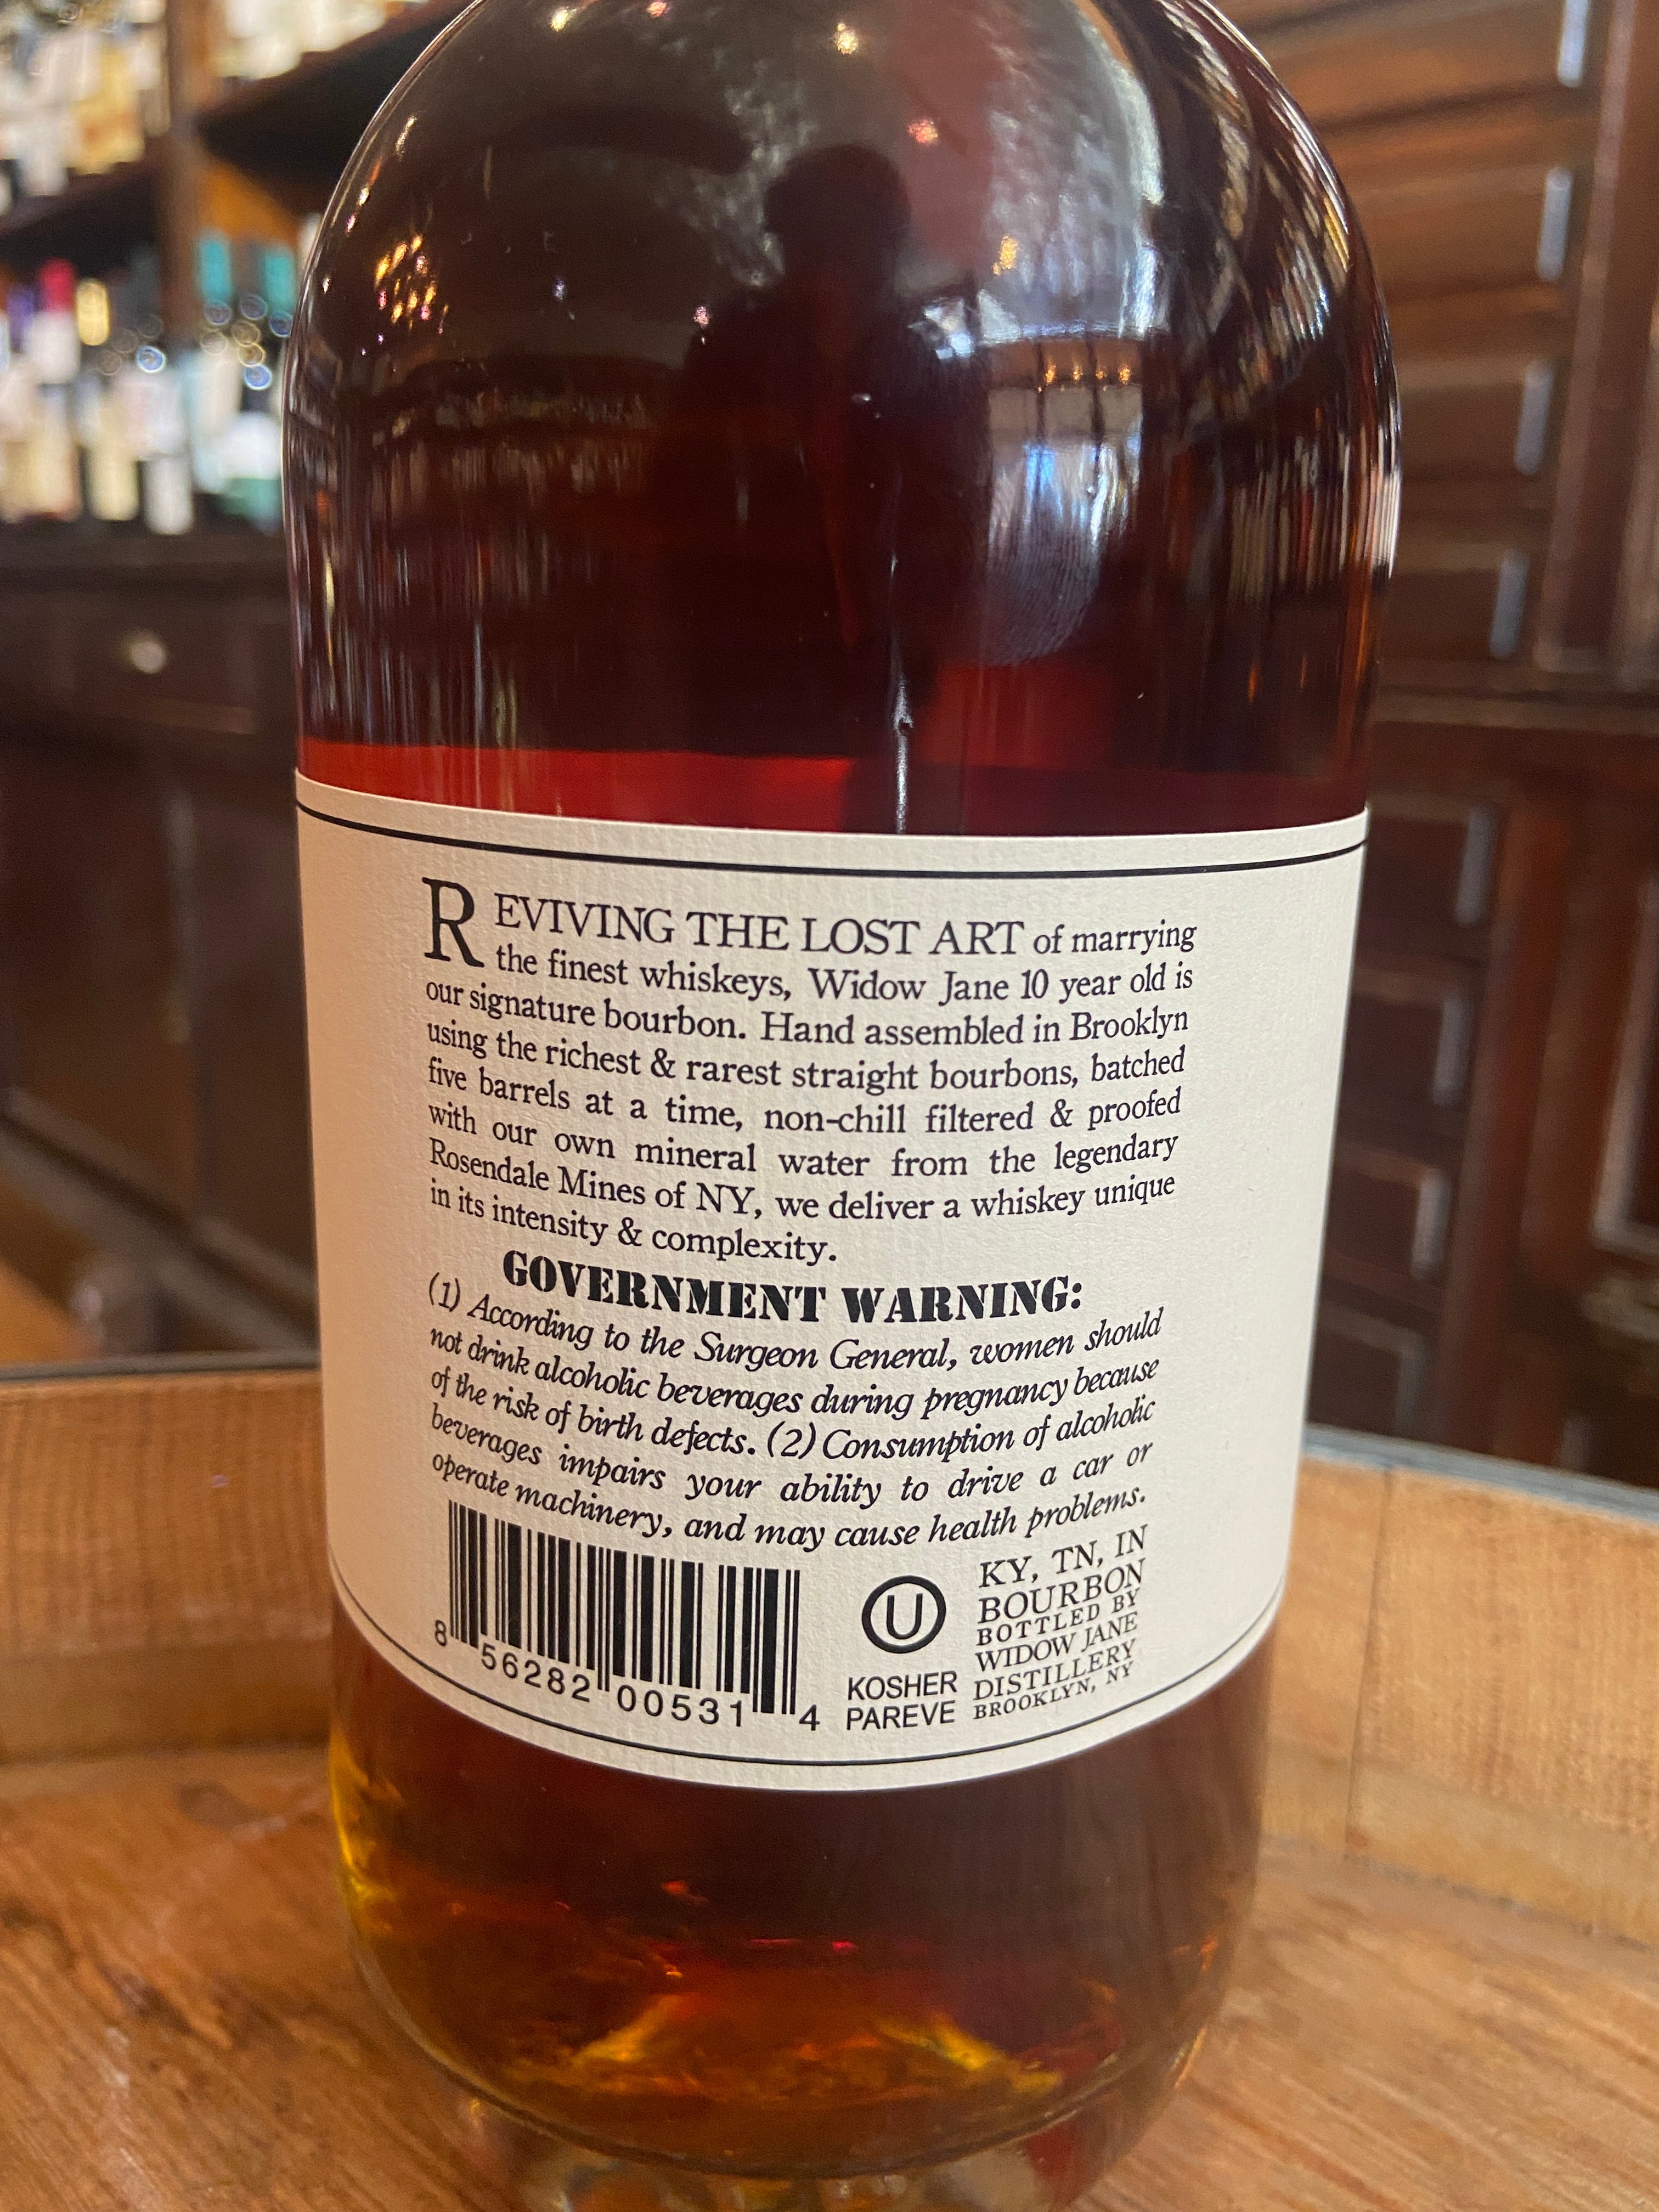 REVIVING THE LOST ART of marrying
the finest whiskeys, Widow Jane 10 year old is
our signature bourbon. Hand assembled in Brooklyn
using the richest & rarest straight bourbons, batched
five barrels at a time, non-chill filtered & proofed
with our own mineral water from the legendary
Rosendale Mines of NY, we deliver a whiskey unique
in its intensity & complexity.
GOVERNMENT WARNING:
(1) According to the Surgeon General, women should
not drink alcoholic beverages during pregnancy because
of the risk of birth defects. (2) Consumption of alcoholic
beverages impairs your ability to drive a car or
operate machinery, and may cause health problems.
8 56282 00531 4
U
KOSHER
PAREVE
KY, TN, IN
BOURBON
BOTTLED BY
WIDOW JANE
DISTILLERY
BROOKLYN, NY